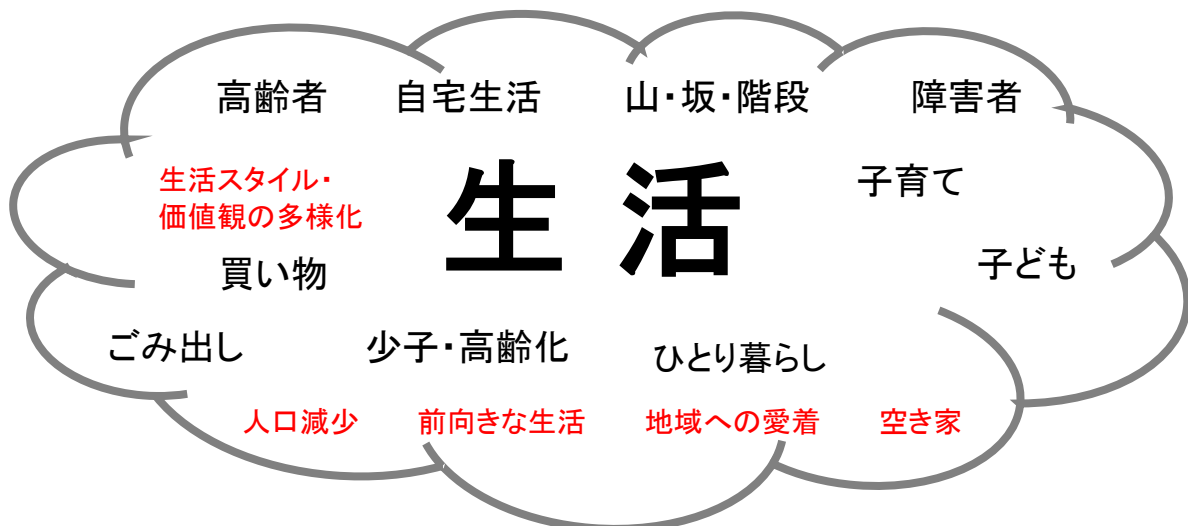 高齢者 自宅生活 山・坂・階段 障害者
生活スタイル・
価値観の多様化
生活
子育て
買い物
子ども
ごみ出し 少子・高齢化 ひとり暮らし
人口減少 前向きな生活 地域への愛着 空き家